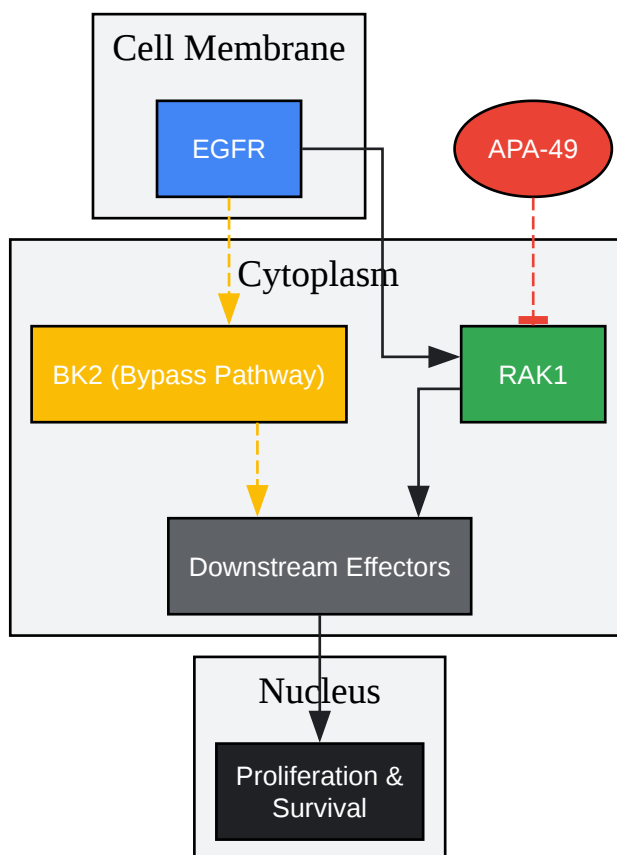 Cell Membrane
EGFR
APA-49
Cytoplasm
BK2 (Bypass Pathway)
RAK1
Downstream Effectors
Nucleus
Proliferation &
Survival